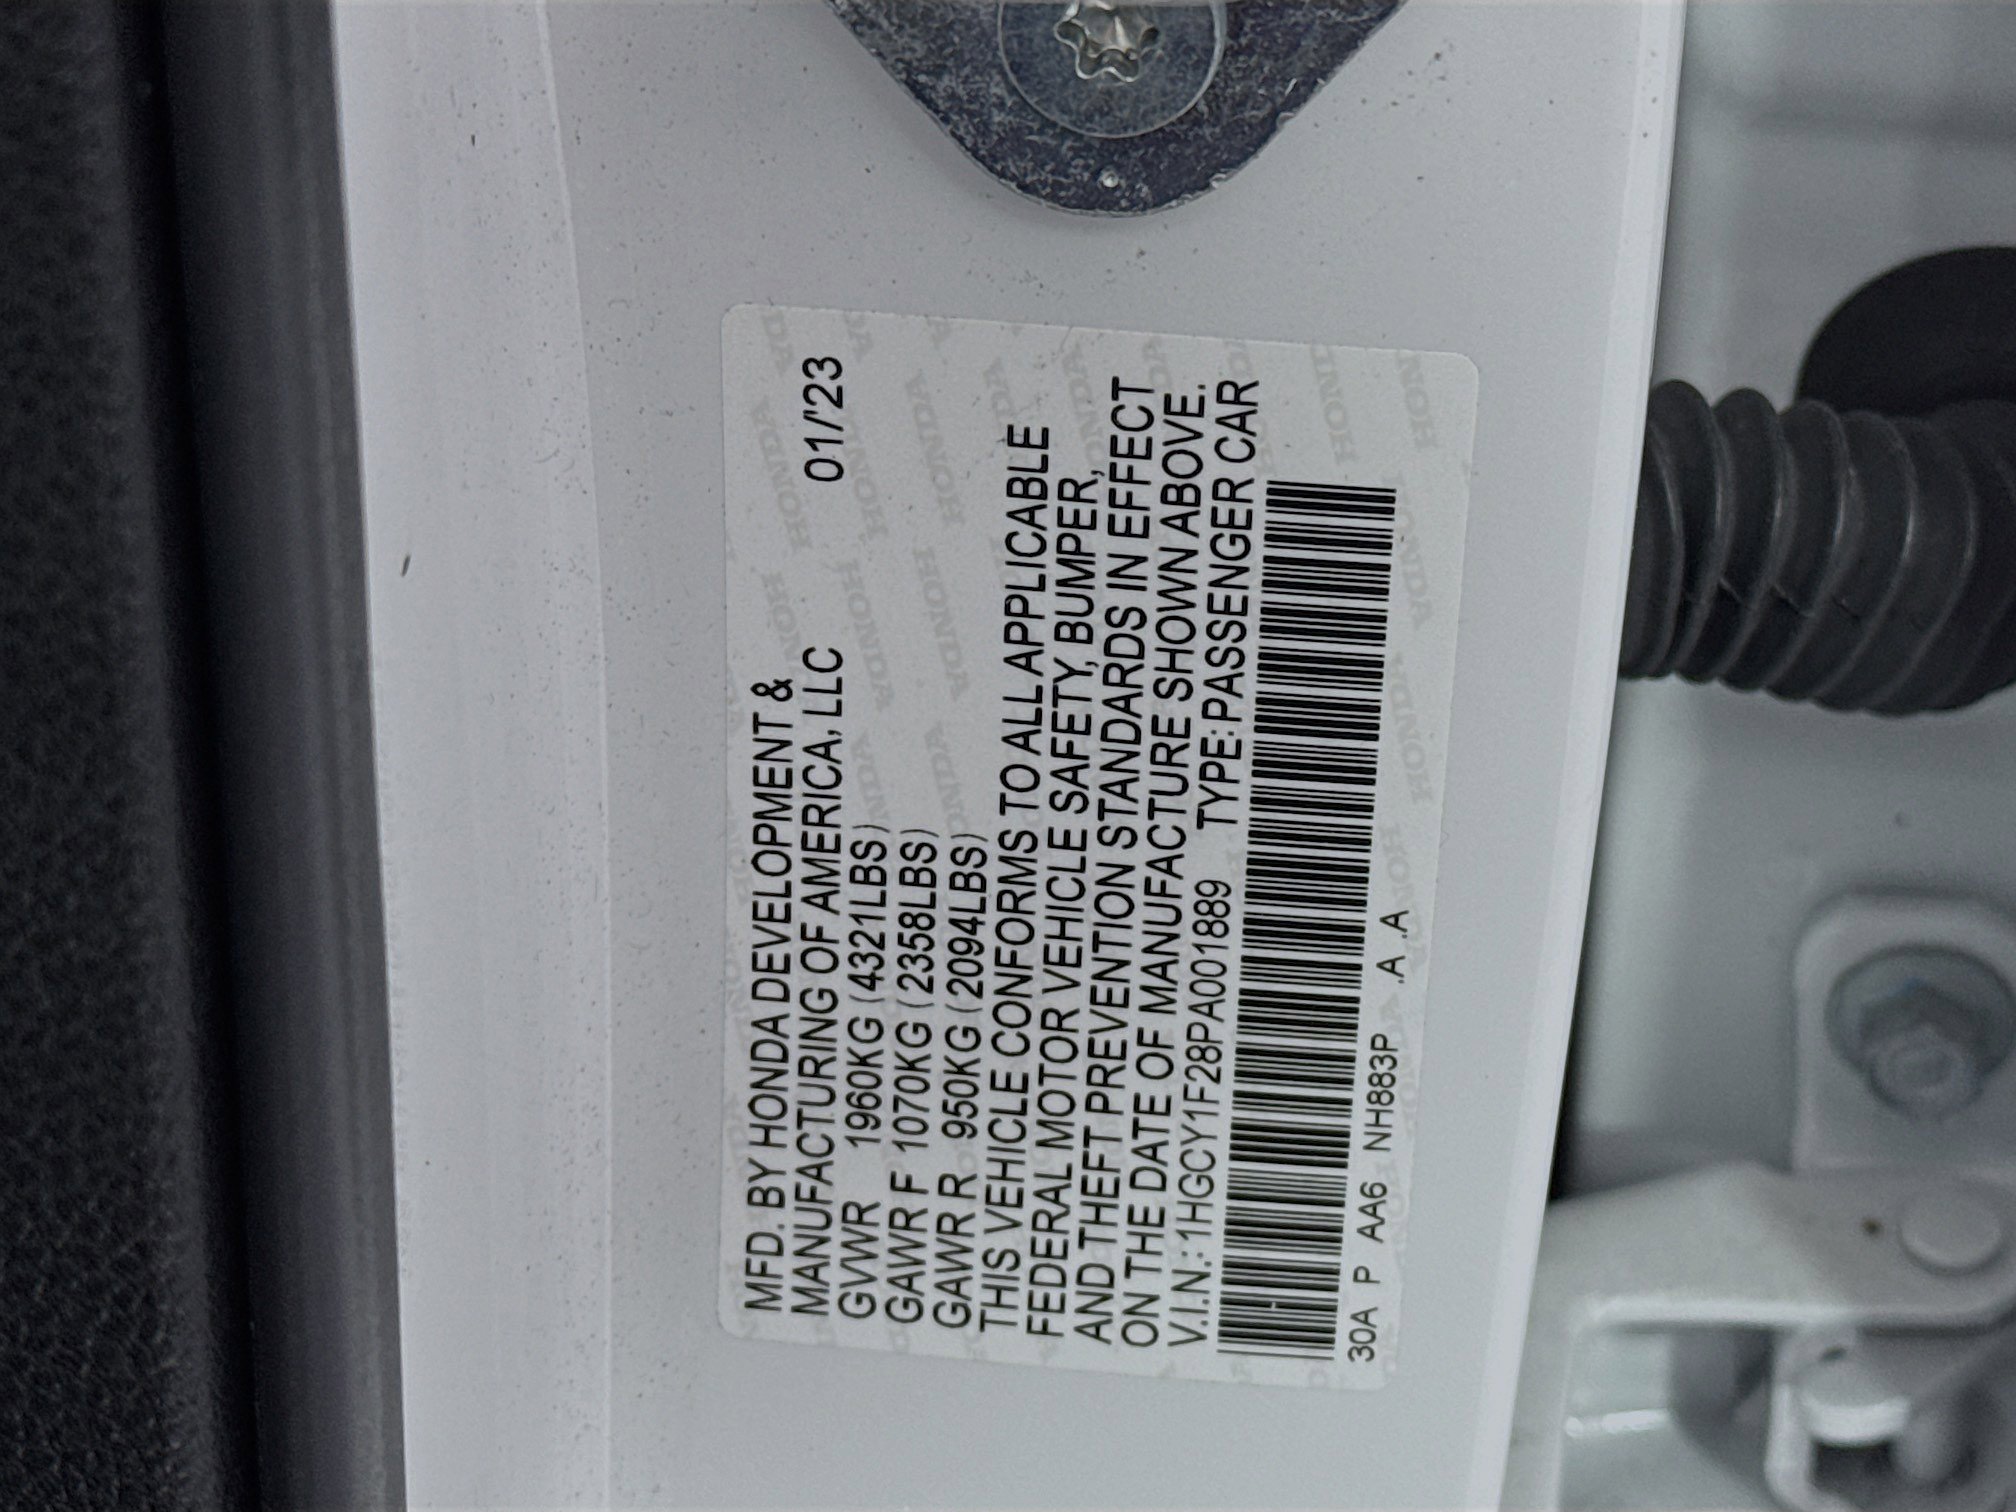 MFD. BY HONDA DEVELOPMENT &
MANUFACTURING OF AMERICA, LLC 01/'23
GVWR 1960KG (4321LBS)
GAWR F 1070KG (2358LBS)
GAWR R 950KG (2094LBS)
THIS VEHICLE CONFORMS TO ALL APPLICABLE
FEDERAL MOTOR VEHICLE SAFETY, BUMPER,
AND THEFT PREVENTION STANDARDS IN EFFECT
ON THE DATE OF MANUFACTURE SHOWN ABOVE.
V.I.N.:1HGCY1F28PA001889 TYPE:PASSENGER CAR
30A P AA6 NH883P .A .A